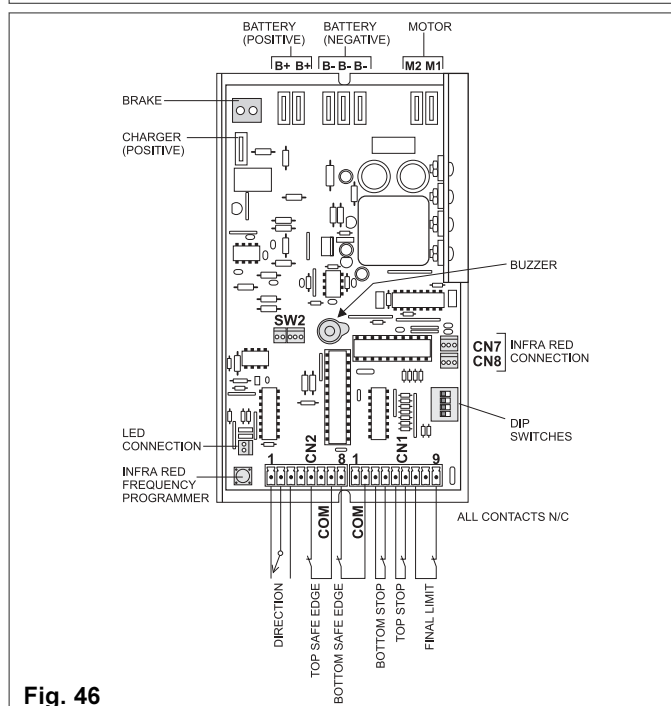 BATTERY BATTERY MOTOR
(POSITIVE) (NEGATIVE)
B+ B+ B- B- B- M2 M1
BRAKE
CHARGER
(POSITIVE)
BUZZER
SW2
CN7
CN8
INFRA RED
CONNECTION
DIP
SWITCHES
LED
CONNECTION
INFRA RED
FREQUENCY
PROGRAMMER
1 CN2 8 1 CN1 9
COM
COM
ALL CONTACTS N/C
DIRECTION
TOP SAFE EDGE
BOTTOM SAFE EDGE
BOTTOM STOP
TOP STOP
FINAL LIMIT
Fig. 46